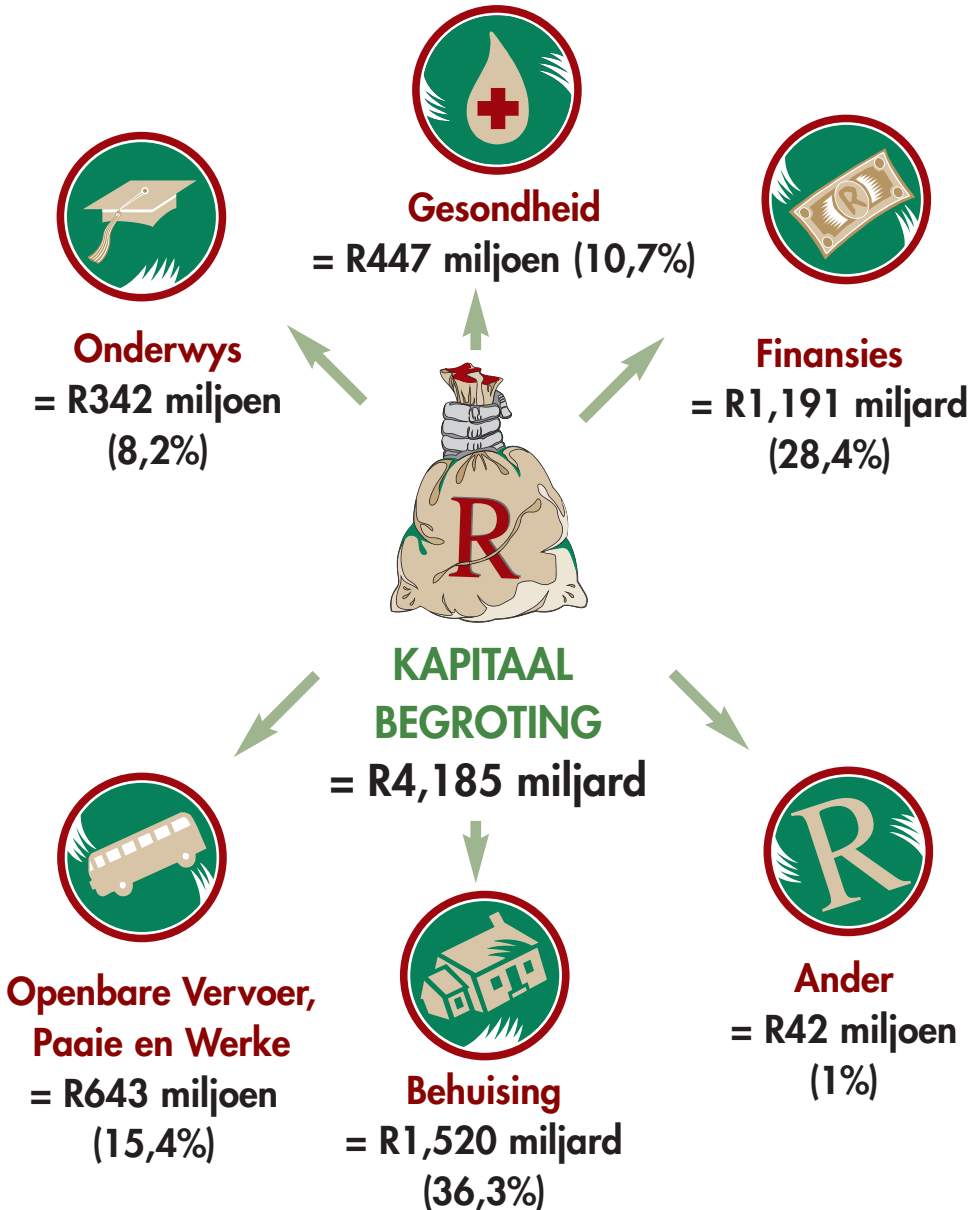 Gesondheid
= R447 miljoen (10,7%)
Onderwys
= R342 miljoen
(8,2%)
Finansies
= R1,191 miljard
(28,4%)
R
R
KAPITAAL
BEGROTING
= R4,185 miljard
R
Openbare Vervoer,
Paaie en Werke
= R643 miljoen
(15,4%)
Behuising
= R1,520 miljard
(36,3%)
Ander
= R42 miljoen
(1%)